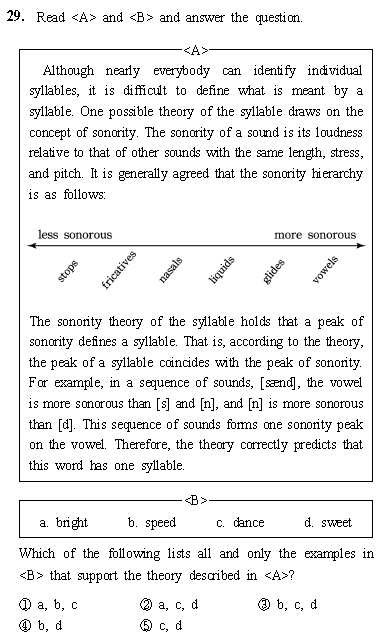 29. Read <A> and <B> and answer the question.
<A>
Although nearly everybody can identify individual
syllables, it is difficult to define what is meant by a
syllable. One possible theory of the syllable draws on the
concept of sonority. The sonority of a sound is its loudness
relative to that of other sounds with the same length, stress,
and pitch. It is generally agreed that the sonority hierarchy
is as follows:
less sonorous more sonorous
stops fricatives nasals liquids glides vowels
The sonority theory of the syllable holds that a peak of
sonority defines a syllable. That is, according to the theory,
the peak of a syllable coincides with the peak of sonority.
For example, in a sequence of sounds, [sænd], the vowel
is more sonorous than [s] and [n], and [n] is more sonorous
than [d]. This sequence of sounds forms one sonority peak
on the vowel. Therefore, the theory correctly predicts that
this word has one syllable.
<B>
a. bright b. speed c. dance d. sweet
Which of the following lists all and only the examples in
<B> that support the theory described in <A>?
① a, b, c ② a, c, d ③ b, c, d
④ b, d ⑤ c, d